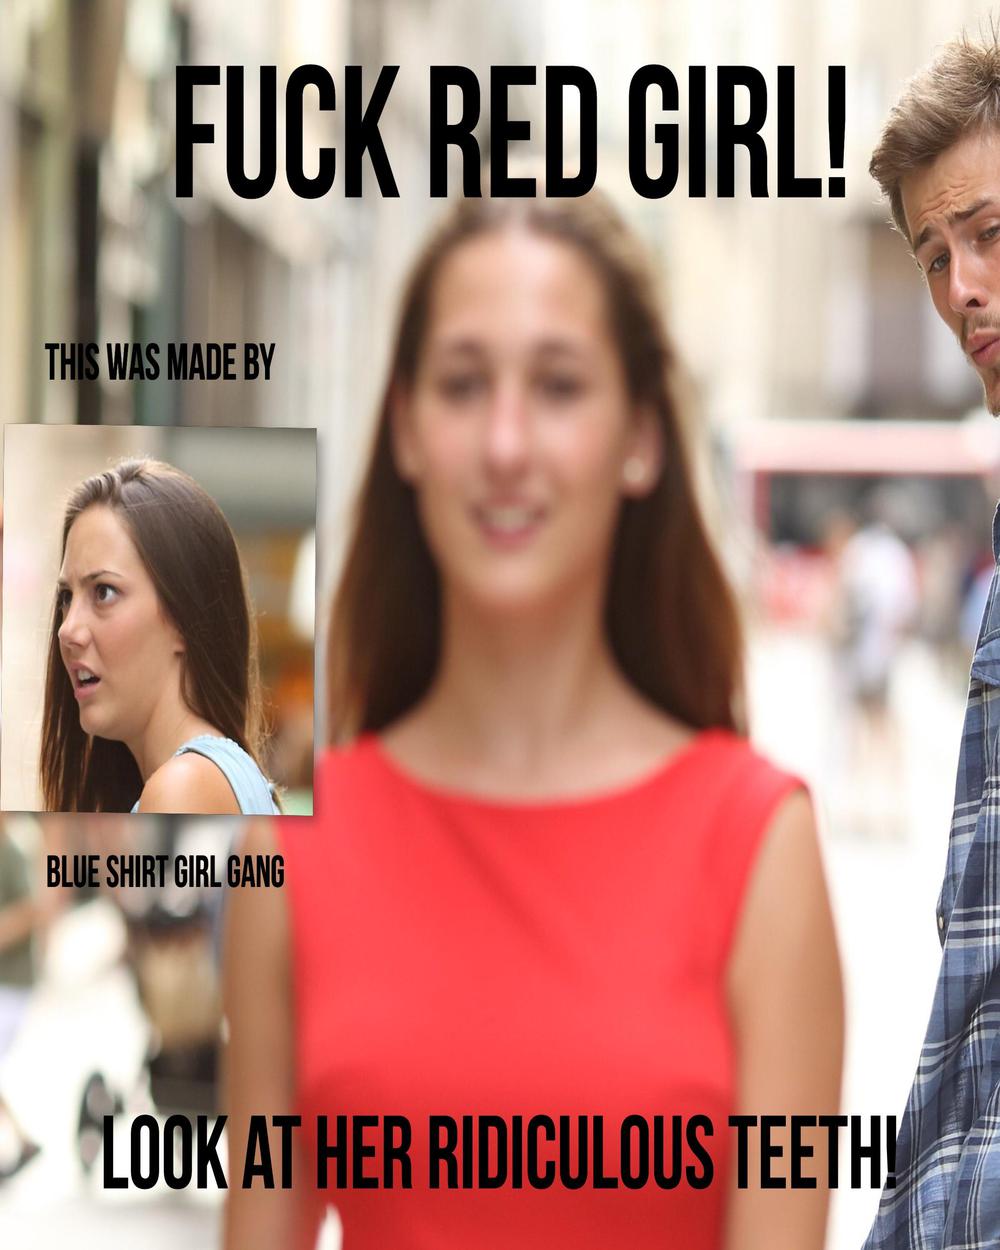 FUCK RED GIRL!
THIS WAS MADE BY
BLUE SHIRT GIRL GANG
LOOK AT HER RIDICULOUS TEETH!